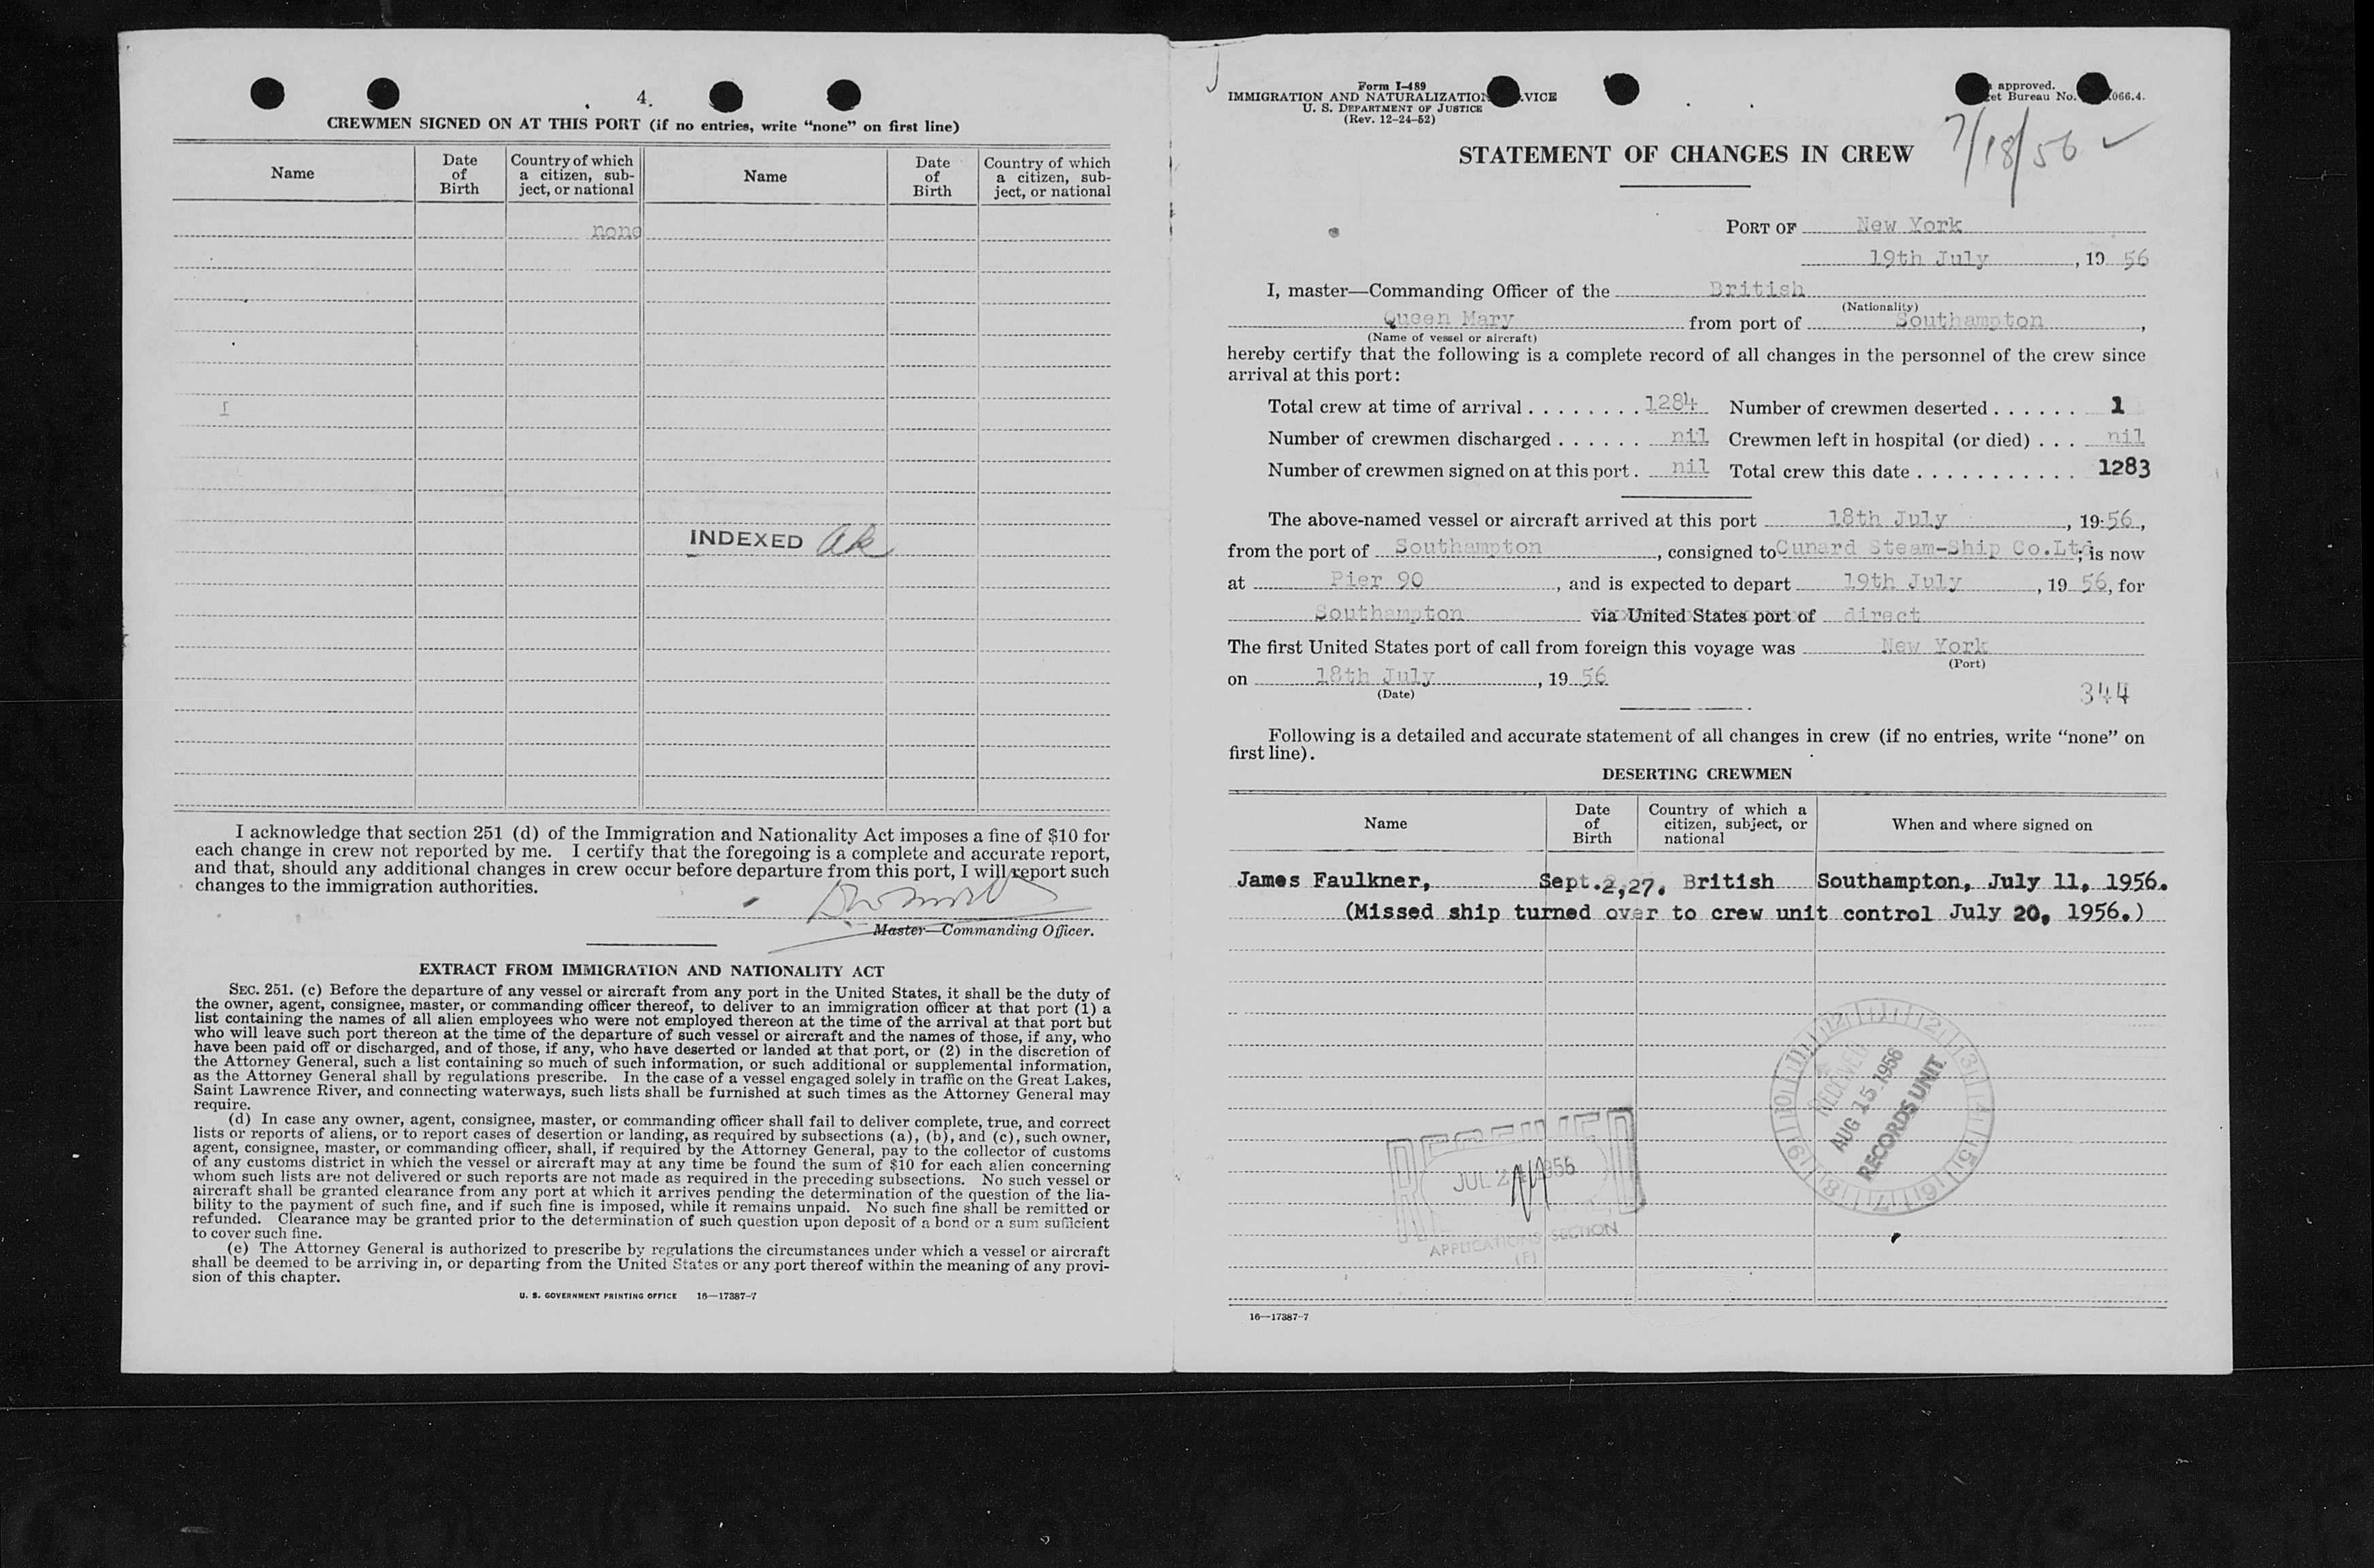 4.
CREWMEN SIGNED ON AT THIS PORT (if no entries, write "none" on first line)
Name
Date of Birth
Country of which a citizen, subject, or national
Name
Date of Birth
Country of which a citizen, subject, or national
none
INDEXED ak
I acknowledge that section 251 (d) of the Immigration and Nationality Act imposes a fine of $10 for
each change in crew not reported by me. I certify that the foregoing is a complete and accurate report,
and that, should any additional changes in crew occur before departure from this port, I will report such
changes to the immigration authorities.
Master—Commanding Officer.
EXTRACT FROM IMMIGRATION AND NATIONALITY ACT
SEC. 251. (c) Before the departure of any vessel or aircraft from any port in the United States, it shall be the duty of
the owner, agent, consignee, master, or commanding officer thereof, to deliver to an immigration officer at that port (1) a
list containing the names of all alien employees who were not employed thereon at the time of the arrival at that port but
who will leave such port thereon at the time of the departure of such vessel or aircraft and the names of those, if any, who
have been paid off or discharged, and of those, if any, who have deserted or landed at that port, or (2) in the discretion of
the Attorney General, such a list containing so much of such information, or such additional or supplemental information,
as the Attorney General shall by regulations prescribe. In the case of a vessel engaged solely in traffic on the Great Lakes,
Saint Lawrence River, and connecting waterways, such lists shall be furnished at such times as the Attorney General may
require.
(d) In case any owner, agent, consignee, master, or commanding officer shall fail to deliver complete, true, and correct
lists or reports of aliens, or to report cases of desertion or landing, as required by subsections (a), (b), and (c), such owner,
agent, consignee, master, or commanding officer, shall, if required by the Attorney General, pay to the collector of customs
of any customs district in which the vessel or aircraft may at any time be found the sum of $10 for each alien concerning
whom such lists are not delivered or such reports are not made as required in the preceding subsections. No such vessel or
aircraft shall be granted clearance from any port at which it arrives pending the determination of the question of the lia-
bility to the payment of such fine, and if such fine is imposed, while it remains unpaid. No such fine shall be remitted or
refunded. Clearance may be granted prior to the determination of such question upon deposit of a bond or a sum sufficient
to cover such fine.
(e) The Attorney General is authorized to prescribe by regulations the circumstances under which a vessel or aircraft
shall be deemed to be arriving in, or departing from the United States or any port thereof within the meaning of any provi-
sion of this chapter.
U. S. GOVERNMENT PRINTING OFFICE 16—17387-7
Form I-489
IMMIGRATION AND NATURALIZATION VICE
U. S. DEPARTMENT OF JUSTICE
(Rev. 12-24-52)
approved.
et Bureau No. 066.4.
7/18/56
STATEMENT OF CHANGES IN CREW
PORT OF New York
19th July, 19 56
I, master—Commanding Officer of the British
(Nationality)
Queen Mary from port of Southampton,
(Name of vessel or aircraft)
hereby certify that the following is a complete record of all changes in the personnel of the crew since
arrival at this port:
Total crew at time of arrival . . . . . . . . 1284 Number of crewmen deserted . . . . . . 1
Number of crewmen discharged . . . . . . nil Crewmen left in hospital (or died) . . . nil
Number of crewmen signed on at this port . nil Total crew this date . . . . . . . . . . . 1283
The above-named vessel or aircraft arrived at this port 18th July, 19 56,
from the port of Southampton, consigned to Cunard Steam-Ship Co.Ltd; is now
at Pier 90, and is expected to depart 19th July, 19 56, for
Southampton via United States port of direct
The first United States port of call from foreign this voyage was New York
(Port)
on 18th July, 19 56
(Date)
344
Following is a detailed and accurate statement of all changes in crew (if no entries, write "none" on
first line).
DESERTING CREWMEN
Name
Date of Birth
Country of which a citizen, subject, or national
When and where signed on
James Faulkner, Sept.2,27. British Southampton, July 11, 1956.
(Missed ship turned over to crew unit control July 20, 1956.)
RECEIVED
AUG 15 1956
RECORDS UNIT
12 1 2 3 4 5 6 7 8 9 10 11
RECEIVED
JUL 2 1956
APPLICATIONS SECTION
(F)
16—17387-7